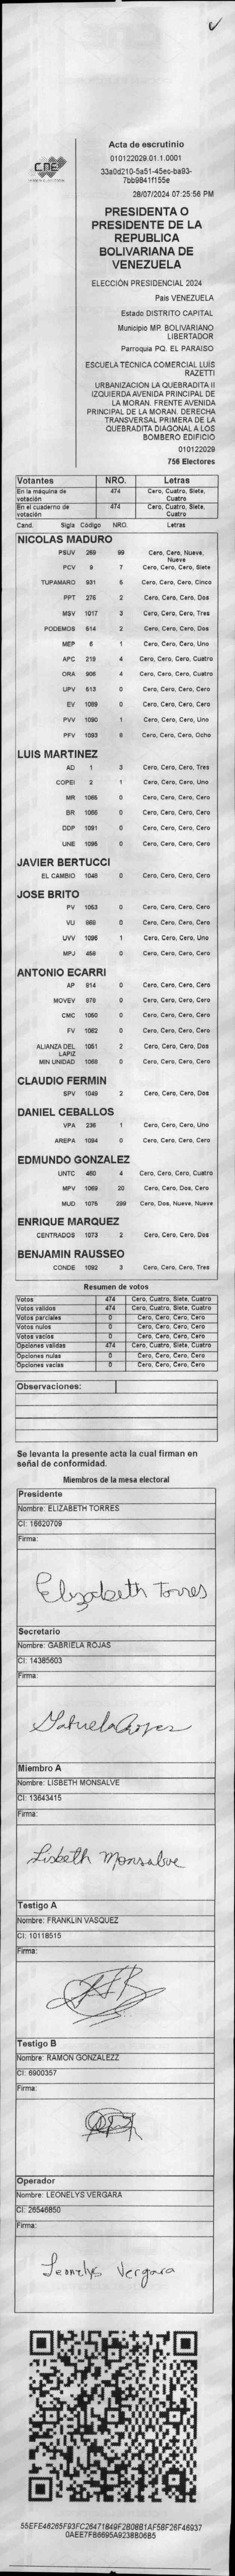 CNE
Acta de escrutinio
010122029.01.1.0001
33a0d210-5a51-45ec-ba93-
7bb9841f155e
28/07/2024 07:25:56 PM
PRESIDENTA O
PRESIDENTE DE LA
REPUBLICA
BOLIVARIANA DE
VENEZUELA
ELECCIÓN PRESIDENCIAL 2024
País VENEZUELA
Estado DISTRITO CAPITAL
Municipio MP. BOLIVARIANO
LIBERTADOR
Parroquia PQ. EL PARAISO
ESCUELA TÉCNICA COMERCIAL LUÍS
RAZETTI
URBANIZACION LA QUEBRADITA II
IZQUIERDA AVENIDA PRINCIPAL DE
LA MORAN. FRENTE AVENIDA
PRINCIPAL DE LA MORAN. DERECHA
TRANSVERSAL PRIMERA DE LA
QUEBRADITA DIAGONAL A LOS
BOMBERO EDIFICIO
010122029
756 Electores
Votantes NRO. Letras
En la máquina de votación 474 Cero, Cuatro, Siete, Cuatro
En el cuaderno de votación 474 Cero, Cuatro, Siete, Cuatro
Cand. Sigla Código NRO. Letras
NICOLAS MADURO
PSUV 269 99 Cero, Cero, Nueve, Nueve
PCV 9 7 Cero, Cero, Cero, Siete
TUPAMARO 931 5 Cero, Cero, Cero, Cinco
PPT 275 2 Cero, Cero, Cero, Dos
MSV 1017 3 Cero, Cero, Cero, Tres
PODEMOS 514 2 Cero, Cero, Cero, Dos
MEP 6 1 Cero, Cero, Cero, Uno
APC 219 4 Cero, Cero, Cero, Cuatro
ORA 906 4 Cero, Cero, Cero, Cuatro
UPV 513 0 Cero, Cero, Cero, Cero
EV 1089 0 Cero, Cero, Cero, Cero
PVV 1090 1 Cero, Cero, Cero, Uno
PFV 1093 8 Cero, Cero, Cero, Ocho
LUIS MARTINEZ
AD 1 3 Cero, Cero, Cero, Tres
COPEI 2 1 Cero, Cero, Cero, Uno
MR 1065 0 Cero, Cero, Cero, Cero
BR 1066 0 Cero, Cero, Cero, Cero
DDP 1091 0 Cero, Cero, Cero, Cero
UNE 1095 0 Cero, Cero, Cero, Cero
JAVIER BERTUCCI
EL CAMBIO 1048 0 Cero, Cero, Cero, Cero
JOSE BRITO
PV 1053 0 Cero, Cero, Cero, Cero
VU 968 0 Cero, Cero, Cero, Cero
UVV 1096 1 Cero, Cero, Cero, Uno
MPJ 458 0 Cero, Cero, Cero, Cero
ANTONIO ECARRI
AP 914 0 Cero, Cero, Cero, Cero
MOVEV 979 0 Cero, Cero, Cero, Cero
CMC 1050 0 Cero, Cero, Cero, Cero
FV 1062 0 Cero, Cero, Cero, Cero
ALIANZA DEL LAPIZ 1051 2 Cero, Cero, Cero, Dos
MIN UNIDAD 1068 0 Cero, Cero, Cero, Cero
CLAUDIO FERMIN
SPV 1049 2 Cero, Cero, Cero, Dos
DANIEL CEBALLOS
VPA 236 1 Cero, Cero, Cero, Uno
AREPA 1094 0 Cero, Cero, Cero, Cero
EDMUNDO GONZALEZ
UNTC 460 4 Cero, Cero, Cero, Cuatro
MPV 1069 20 Cero, Cero, Dos, Cero
MUD 1075 299 Cero, Dos, Nueve, Nueve
ENRIQUE MARQUEZ
CENTRADOS 1073 2 Cero, Cero, Cero, Dos
BENJAMIN RAUSSEO
CONDE 1092 3 Cero, Cero, Cero, Tres
Resumen de votos
Votos 474 Cero, Cuatro, Siete, Cuatro
Votos validos 474 Cero, Cuatro, Siete, Cuatro
Votos parciales 0 Cero, Cero, Cero, Cero
Votos nulos 0 Cero, Cero, Cero, Cero
Votos vacios 0 Cero, Cero, Cero, Cero
Opciones validas 474 Cero, Cuatro, Siete, Cuatro
Opciones nulas 0 Cero, Cero, Cero, Cero
Opciones vacias 0 Cero, Cero, Cero, Cero
Observaciones:
Se levanta la presente acta la cual firman en
señal de conformidad.
Miembros de la mesa electoral
Presidente
Nombre: ELIZABETH TORRES
CI: 16620709
Firma:
Elizabeth Torres
Secretario
Nombre: GABRIELA ROJAS
CI: 14385603
Firma:
Gabriela Rojas
Miembro A
Nombre: LISBETH MONSALVE
CI: 13643415
Firma:
Lisbeth Monsalve
Testigo A
Nombre: FRANKLIN VASQUEZ
CI: 10118515
Firma:
Testigo B
Nombre: RAMON GONZALEZZ
CI: 6900357
Firma:
Operador
Nombre: LEONELYS VERGARA
CI: 26546850
Firma:
Leonelys Vergara
55EFE46265F93FC26471849F2B08B1AF5BF26F46937
0AEE7FB6695A9238B06B5